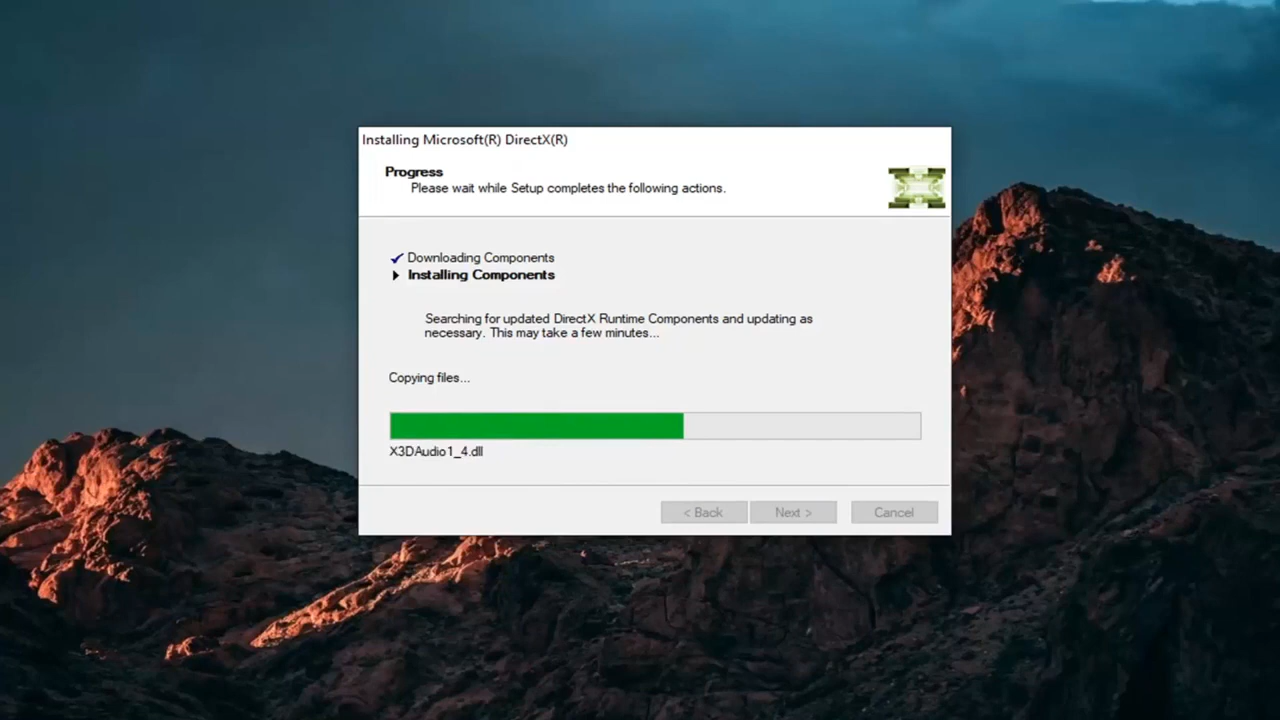 Installing Microsoft(R) DirectX(R)
Progress
Please wait while Setup completes the following actions.
Downloading Components
Installing Components
Searching for updated DirectX Runtime Components and updating as
necessary. This may take a few minutes...
Copying files...
X3DAudio1_4.dll
< Back
Next >
Cancel